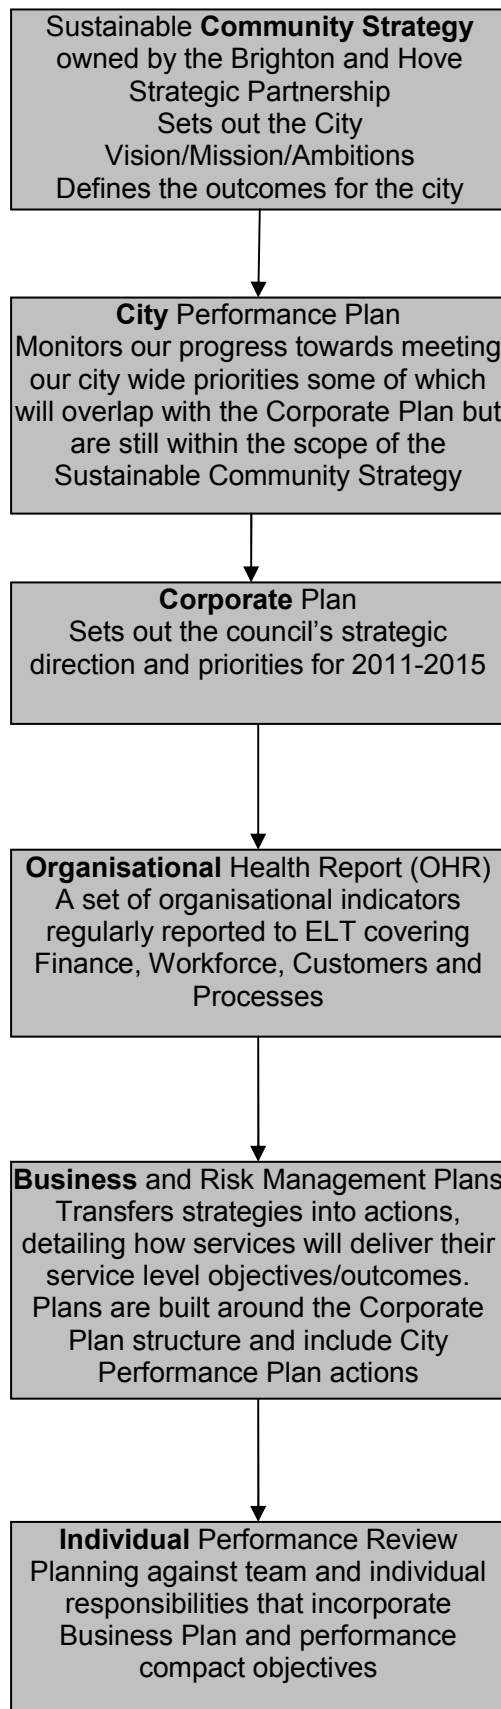 Sustainable Community Strategy
owned by the Brighton and Hove
Strategic Partnership
Sets out the City
Vision/Mission/Ambitions
Defines the outcomes for the city
City Performance Plan
Monitors our progress towards meeting
our city wide priorities some of which
will overlap with the Corporate Plan but
are still within the scope of the
Sustainable Community Strategy
Corporate Plan
Sets out the council's strategic
direction and priorities for 2011-2015
Organisational Health Report (OHR)
A set of organisational indicators
regularly reported to ELT covering
Finance, Workforce, Customers and
Processes
Business and Risk Management Plans
Transfers strategies into actions,
detailing how services will deliver their
service level objectives/outcomes.
Plans are built around the Corporate
Plan structure and include City
Performance Plan actions
Individual Performance Review
Planning against team and individual
responsibilities that incorporate
Business Plan and performance
compact objectives